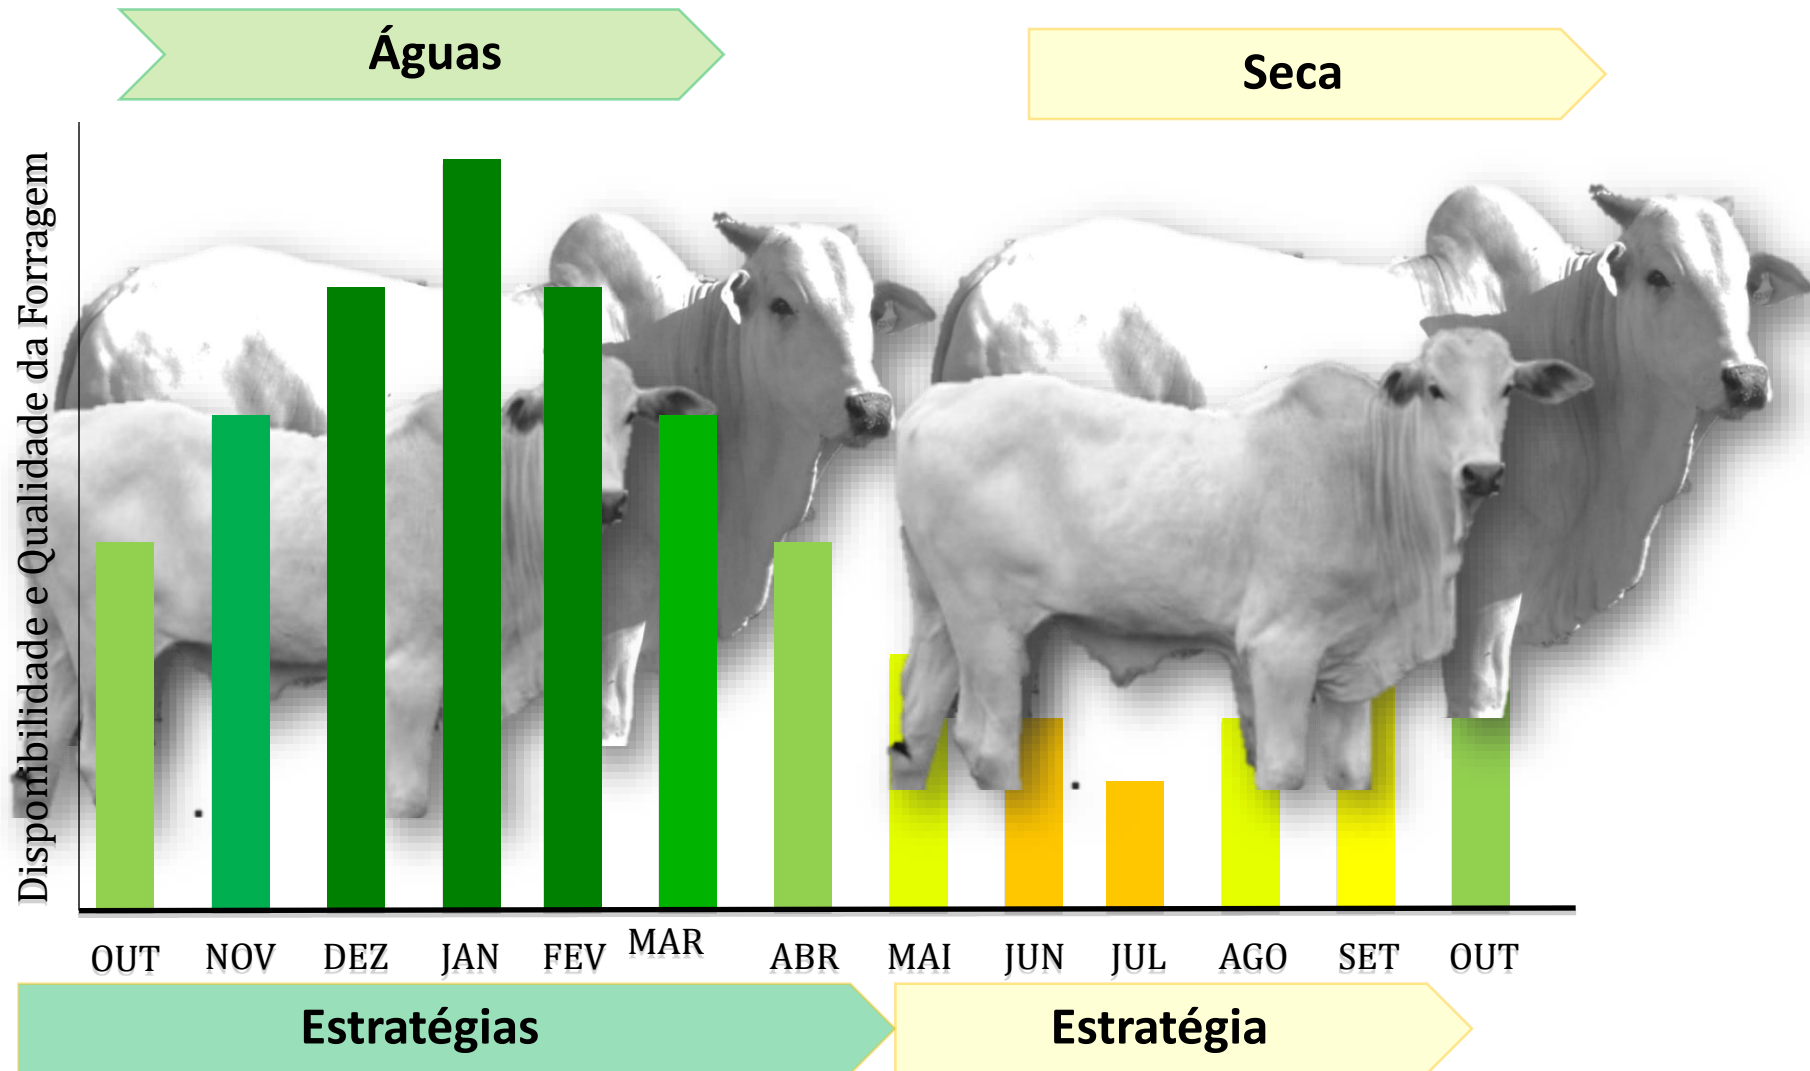 Águas
Seca
Disponibilidade e Qualidade da Forragem
OUT NOV DEZ JAN FEV MAR ABR MAI JUN JUL AGO SET OUT
Estratégias
Estratégia